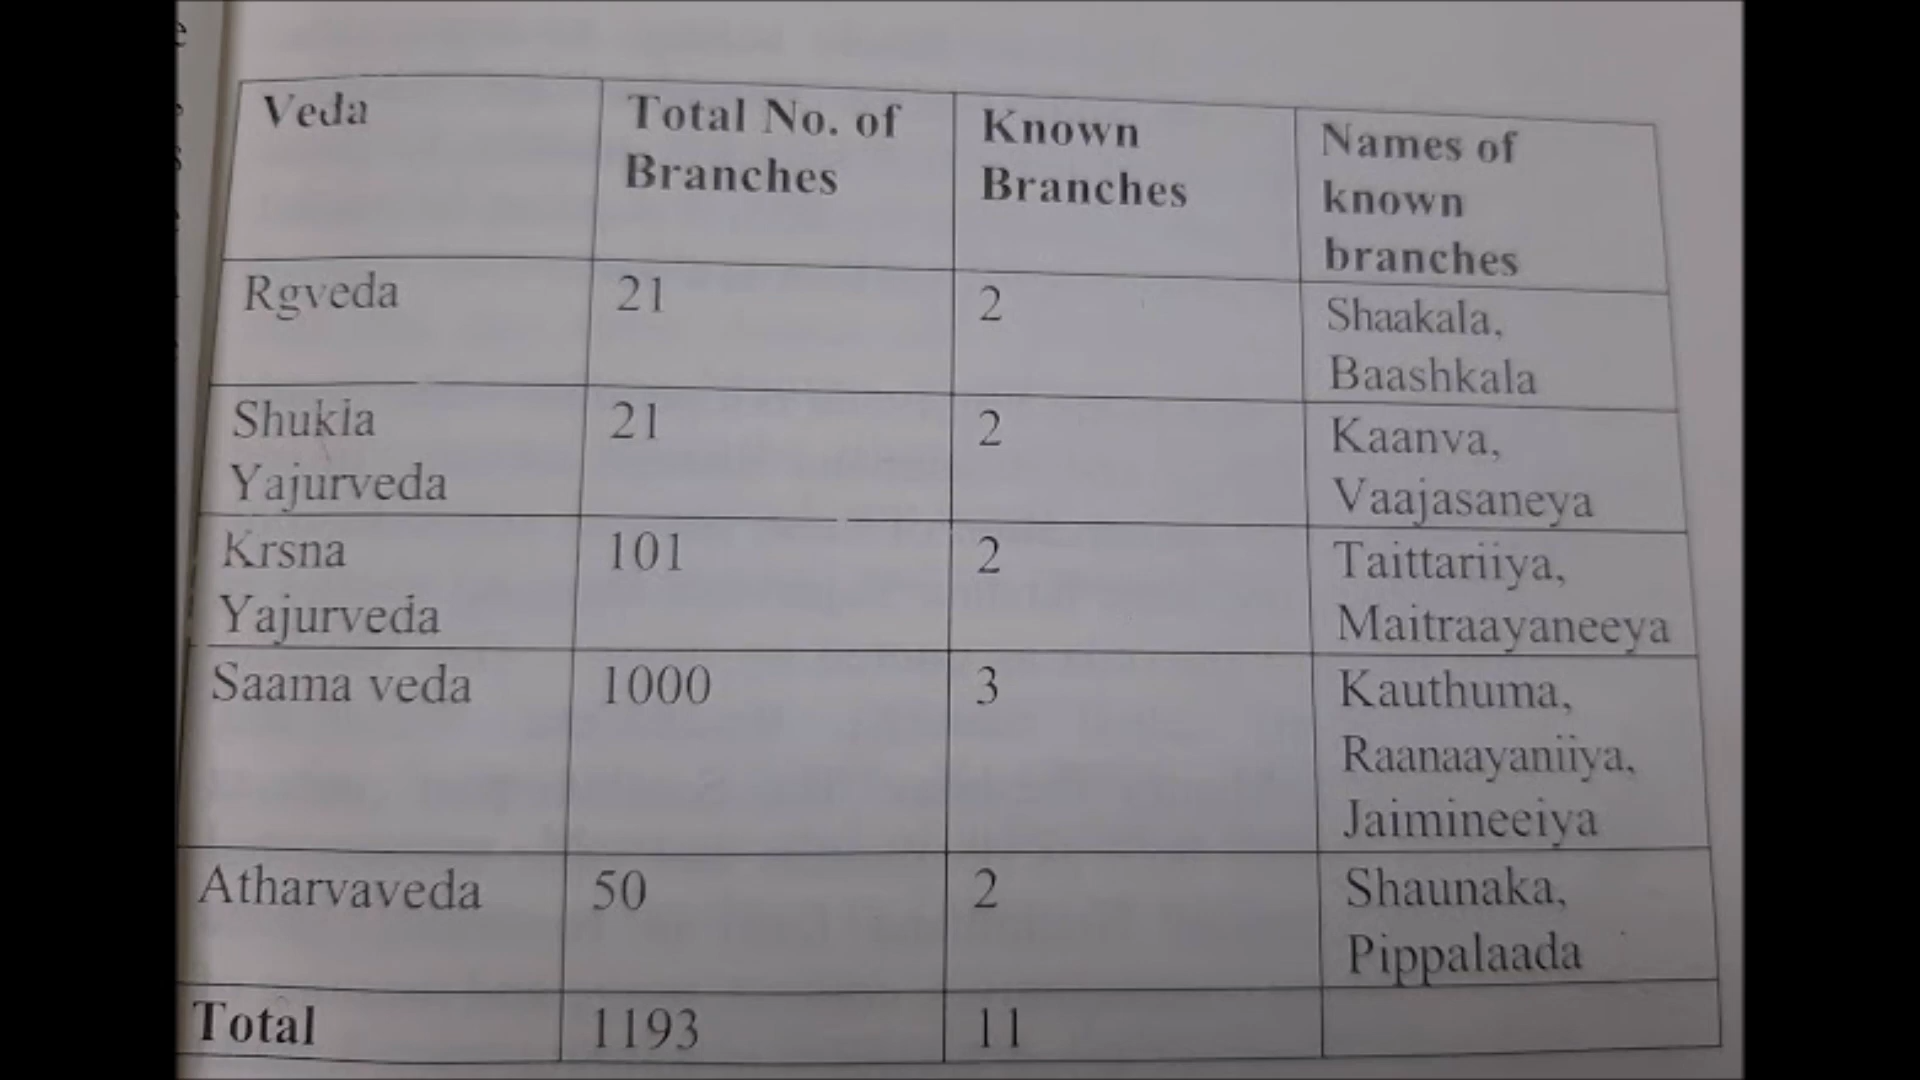 Veda
Total No. of
Branches
Known
Branches
Names of
known
branches
Rgveda
21
2
Shaakala,
Baashkala
Shukia
Yajurveda
21
2
Kaanva,
Vaajasaneya
Krsna
Yajurveda
101
2
Taittariiya,
Maitraayaneeya
Saama veda
1000
3
Kauthuma,
Raanaayaniiya,
Jaimineeiya
Atharvaveda
50
2
Shaunaka,
Pippalaada
Total
1193
11